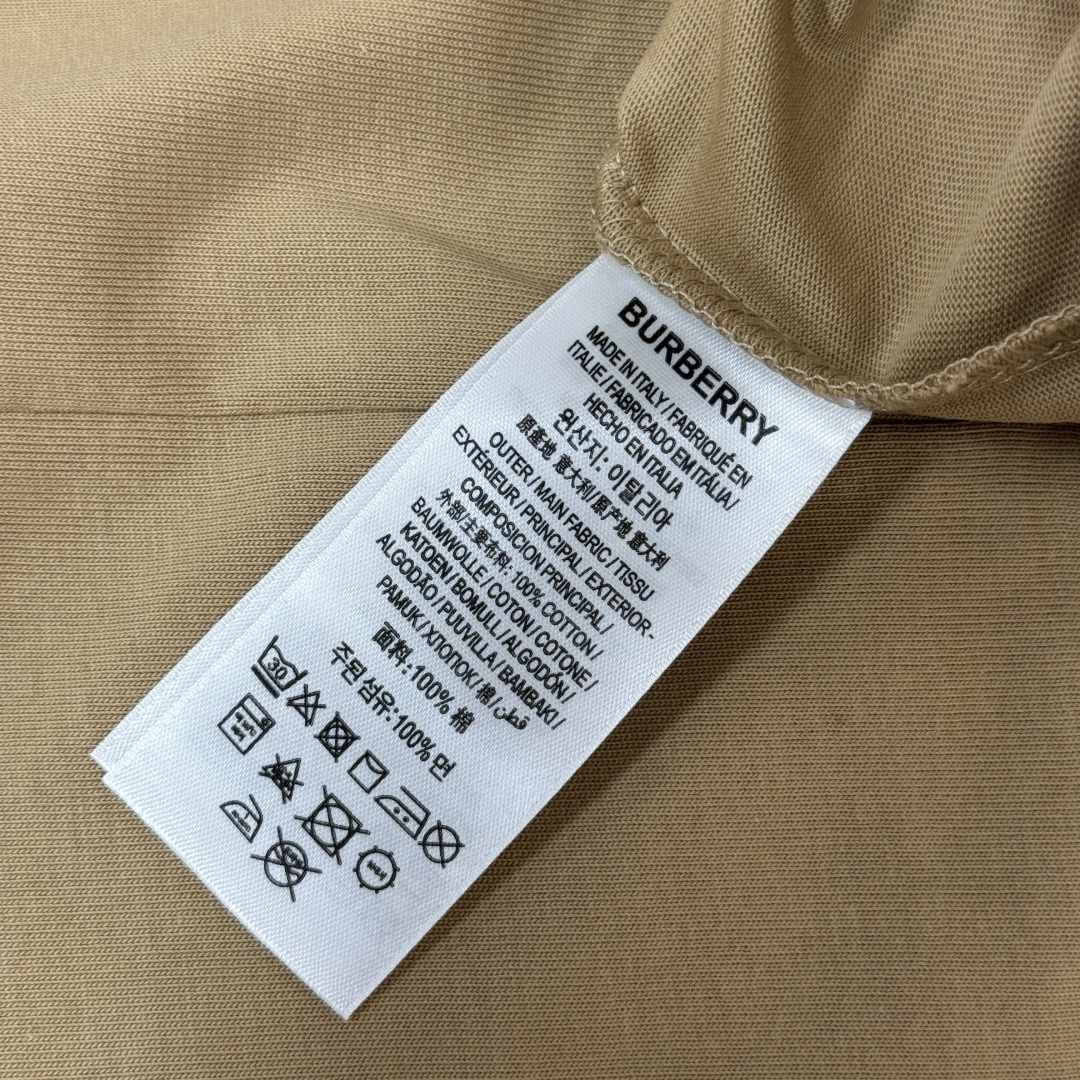 BURBERRY
MADE IN ITALY / FABRIQUÉ EN
ITALIE / FABRICADO EM ITÁLIA /
HECHO EN ITALIA
원산지: 이탈리아
原產地 意大利/原产地 意大利
OUTER / MAIN FABRIC / TISSU
EXTÉRIEUR / PRINCIPAL / EXTERIOR -
COMPOSICION PRINCIPAL /
外部/主要布料: 100% COTTON /
BAUMWOLLE / COTON / COTONE /
KATOEN / BOMULL / ALGODÓN /
ALGODÃO / PUUVILLA / BAMBAKI /
PAMUK / ХЛОПОК / 棉 / قطن
面料: 100% 棉
주된 섬유: 100% 면
30